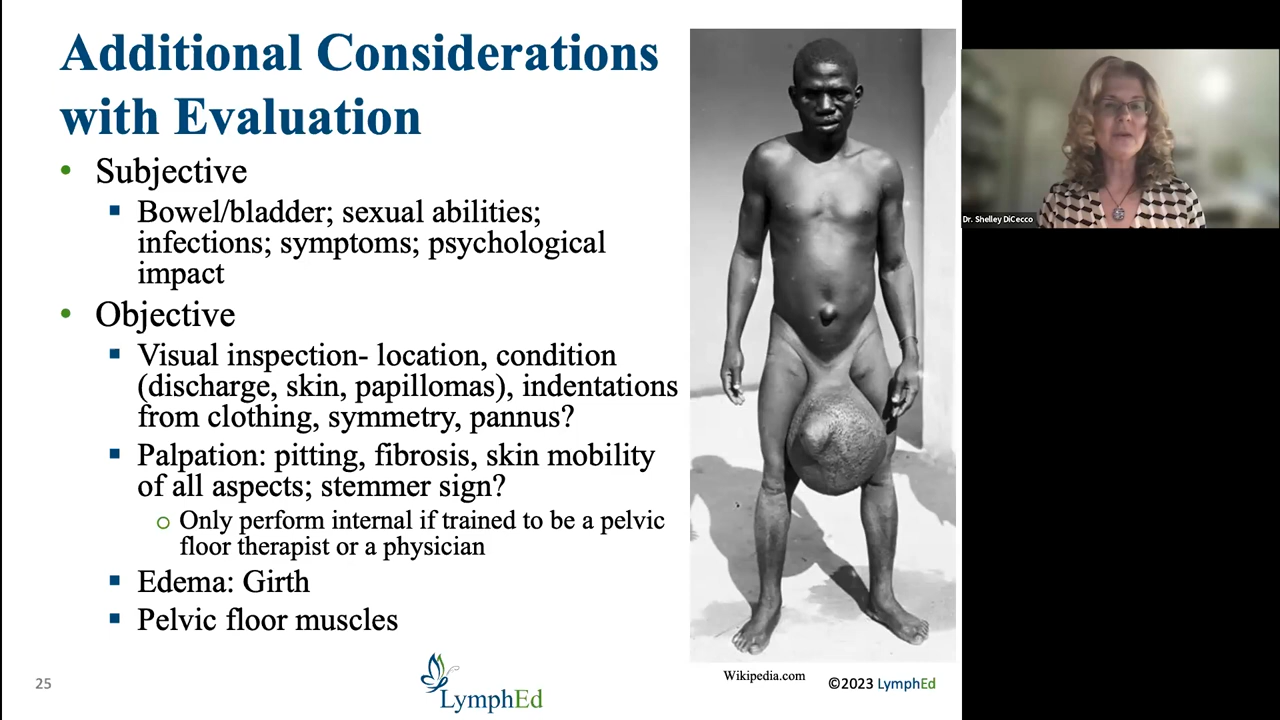 Additional Considerations
with Evaluation
• Subjective
▪ Bowel/bladder; sexual abilities;
infections; symptoms; psychological
impact
• Objective
▪ Visual inspection- location, condition
(discharge, skin, papillomas), indentations
from clothing, symmetry, pannus?
▪ Palpation: pitting, fibrosis, skin mobility
of all aspects; stemmer sign?
o Only perform internal if trained to be a pelvic
floor therapist or a physician
▪ Edema: Girth
▪ Pelvic floor muscles
25
LymphEd
Wikipedia.com
©2023 LymphEd
Dr. Shelley DiCecco